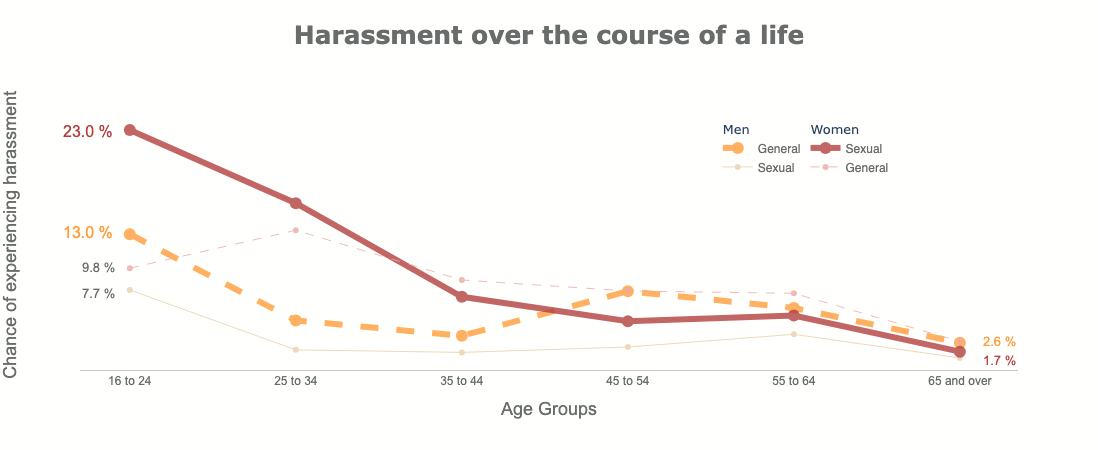 Harassment over the course of a life
Chance of experiencing harassment
23.0 %
13.0 %
9.8 %
7.7 %
Men Women
General Sexual
Sexual General
2.6 %
1.7 %
16 to 24 25 to 34 35 to 44 45 to 54 55 to 64 65 and over
Age Groups